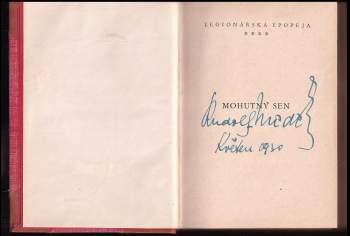 LEGIONÁŘSKÁ EPOPEJA
****
MOHUTNÝ SEN
Rudolf Medek
Květen 1930